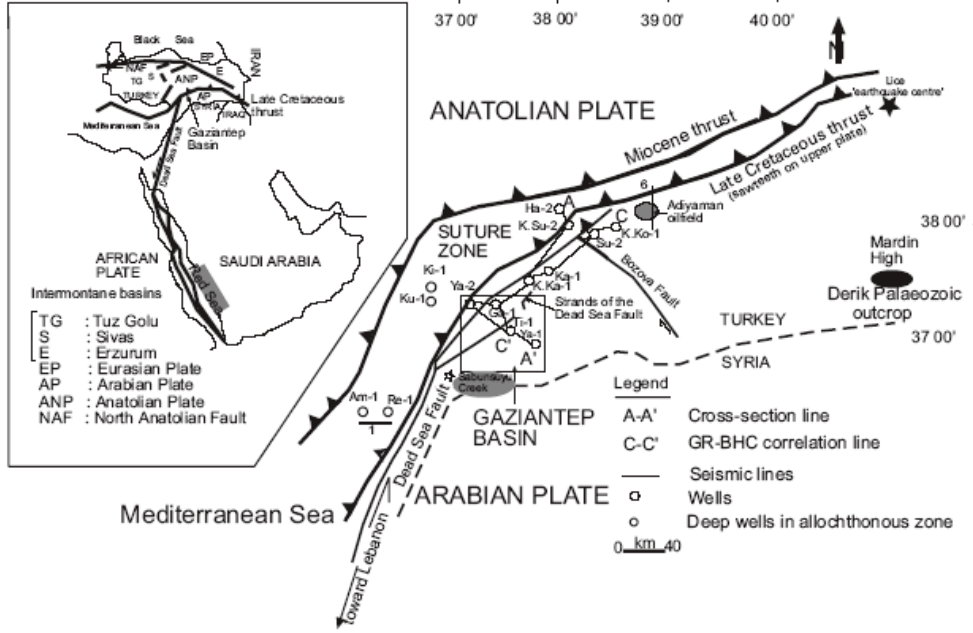 37 00'
38 00'
39 00'
40 00'
N
Black Sea
NAF
EP
E
TG
S
ANP
IRAN
TURKEY
AP
SYRIA
IRAQ
Late Cretaceous
thrust
Mediterranean Sea
Gaziantep
Basin
Dead Sea Fault
AFRICAN
PLATE
SAUDI ARABIA
Red Sea
Intermontane basins
TG : Tuz Golu
S : Sivas
E : Erzurum
EP : Eurasian Plate
AP : Arabian Plate
ANP : Anatolian Plate
NAF : North Anatolian Fault
ANATOLIAN PLATE
Lice
'earthquake centre'
Miocene thrust
Late Cretaceous thrust
(Sawteeth on upper plate)
6
Adiyaman
oilfield
A
Ha-2
K.Su-2
C
K.Ko-1
Su-2
SUTURE
ZONE
38 00'
Mardin
High
Derik Palaeozoic
outcrop
37 00'
Bozova Fault
Ki-1
Ku-1
Ya-2
Ka-1
K.Ka-1
Strands of the
Dead Sea Fault
Ti-1
Ya-1
C'
A'
TURKEY
SYRIA
Sabunsuyu
Creek
Am-1
Re-1
1
Dead Sea Fault
GAZIANTEP
BASIN
ARABIAN PLATE
Mediterranean Sea
toward Lebanon
Legend
A-A' Cross-section line
C-C' GR-BHC correlation line
Seismic lines
Wells
Deep wells in allochthonous zone
0 km 40